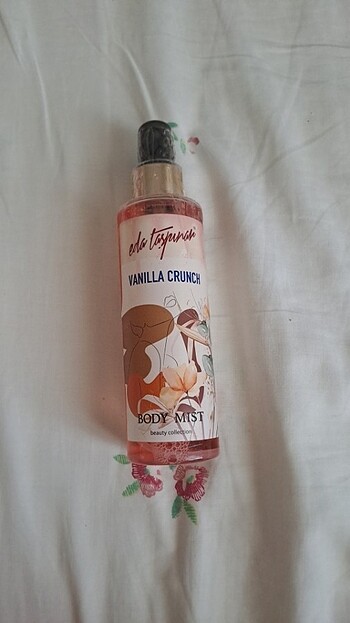 eda taşpınar
VANILLA CRUNCH
BODY MIST
beauty collection